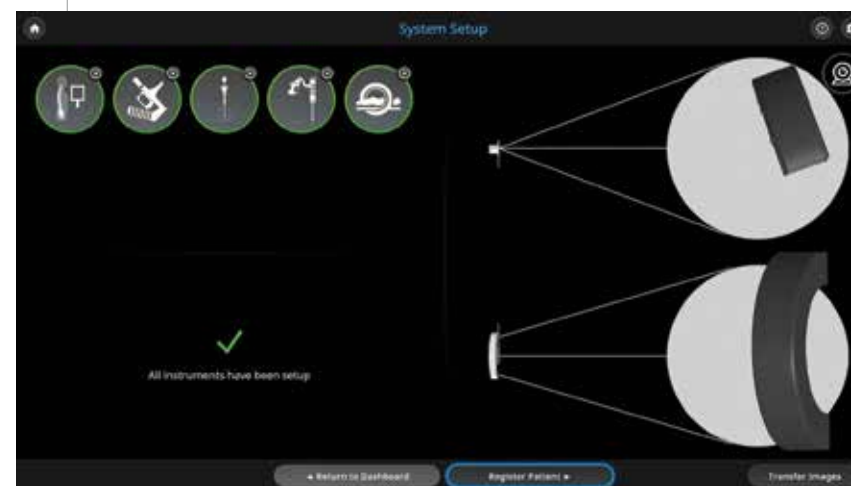 System Setup
All instruments have been setup
Return to Dashboard
Register Patient
Transfer Images